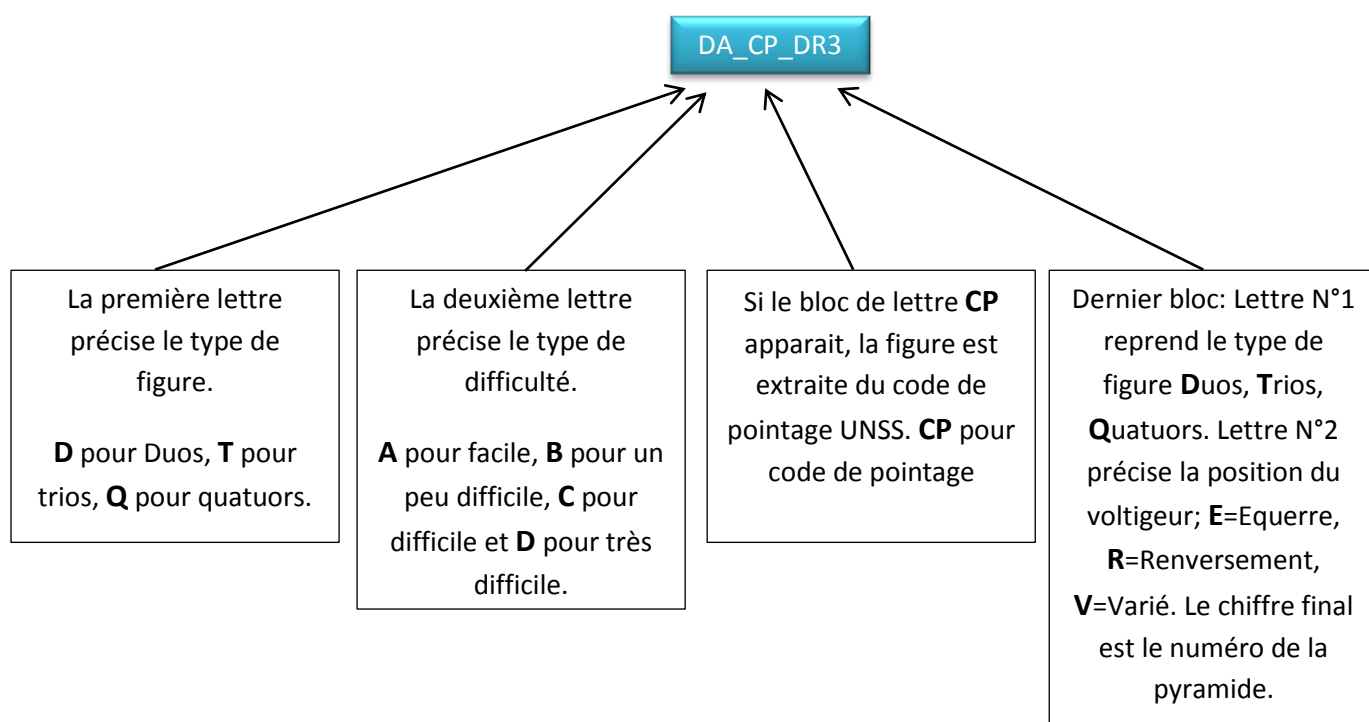 DA_CP_DR3
La première lettre
précise le type de
figure.
D pour Duos, T pour
trios, Q pour quatuors.
La deuxième lettre
précise le type de
difficulté.
A pour facile, B pour un
peu difficile, C pour
difficile et D pour très
difficile.
Si le bloc de lettre CP
apparait, la figure est
extraite du code de
pointage UNSS. CP pour
code de pointage
Dernier bloc: Lettre N°1
reprend le type de
figure Duos, Trios,
Quatuors. Lettre N°2
précise la position du
voltigeur; E=Equerre,
R=Renversement,
V=Varié. Le chiffre final
est le numéro de la
pyramide.